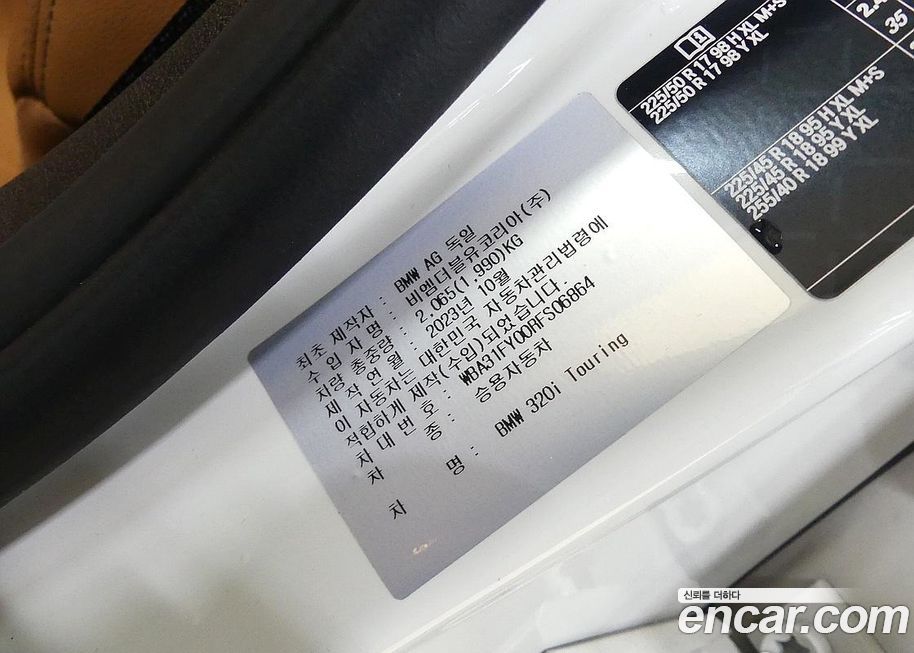 최초 제작자 : BMW AG 독일
수 입 자 명 : 비엠더블유코리아(주)
차량 총중량 : 2,065(1,990)KG
제 작 연 월 : 2023년 10월
이 자동차는 대한민국 자동차관리법령에
적합하게 제작(수입)되었습니다.
차 대 번 호 : WBA31FY00RFS06864
차 종 : 승용자동차
차 명 : BMW 320i Touring
225/50 R 17 98 H XL M+S
225/50 R 17 98 Y XL
225/45 R 18 95 H XL M+S
225/45 R 18 95 Y XL
255/40 R 18 99 Y XL
35
신뢰를 더하다
encar.com